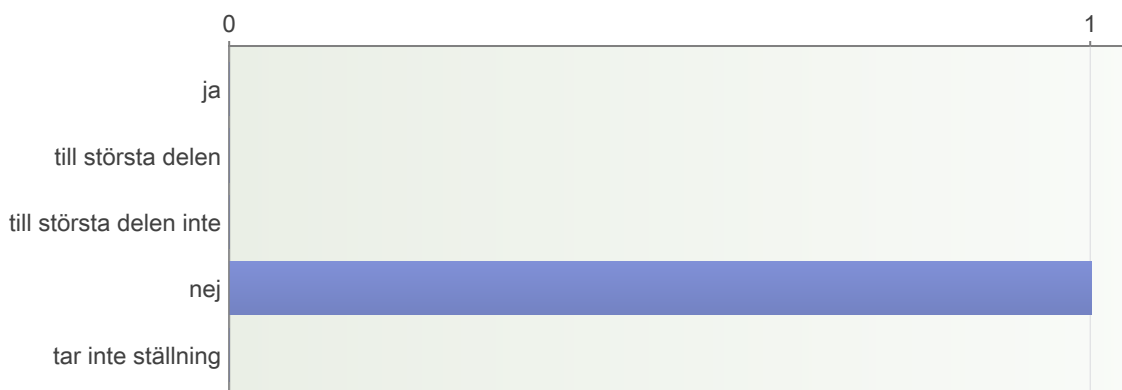 0 1
ja
till största delen
till största delen inte
nej
tar inte ställning